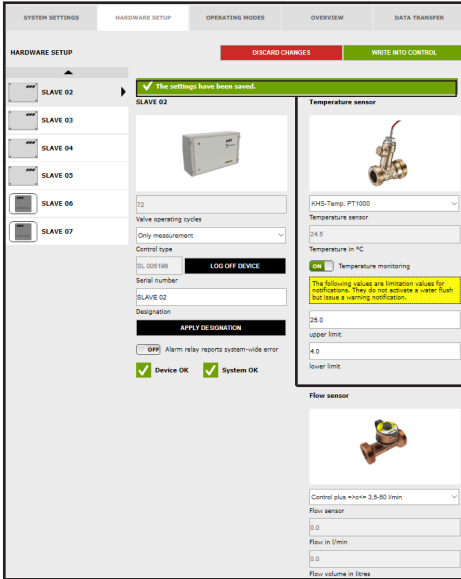 SYSTEM SETTINGS
HARDWARE SETUP
OPERATING MODES
OVERVIEW
DATA TRANSFER
HARDWARE SETUP
DISCARD CHANGES
WRITE INTO CONTROL
SLAVE 02
SLAVE 03
SLAVE 04
SLAVE 05
SLAVE 06
SLAVE 07
The settings have been saved.
SLAVE 02
72
Valve operating cycles
Only measurement
Control type
SL 005196
LOG OFF DEVICE
Serial number
SLAVE 02
Designation
APPLY DESIGNATION
OFF Alarm relay reports system-wide error
Device OK
System OK
Temperature sensor
KHS-Temp. PT1000
Temperature sensor
24,5
Temperature in ºC
ON Temperature monitoring
The following values are limitation values for
notifications. They do not activate a water flush
but issue a warning notification.
25.0
upper limit
4.0
lower limit
Flow sensor
Control plus =>c<= 3,5-50 l/min
Flow sensor
0.0
Flow in l/min
0.0
Flow volume in litres